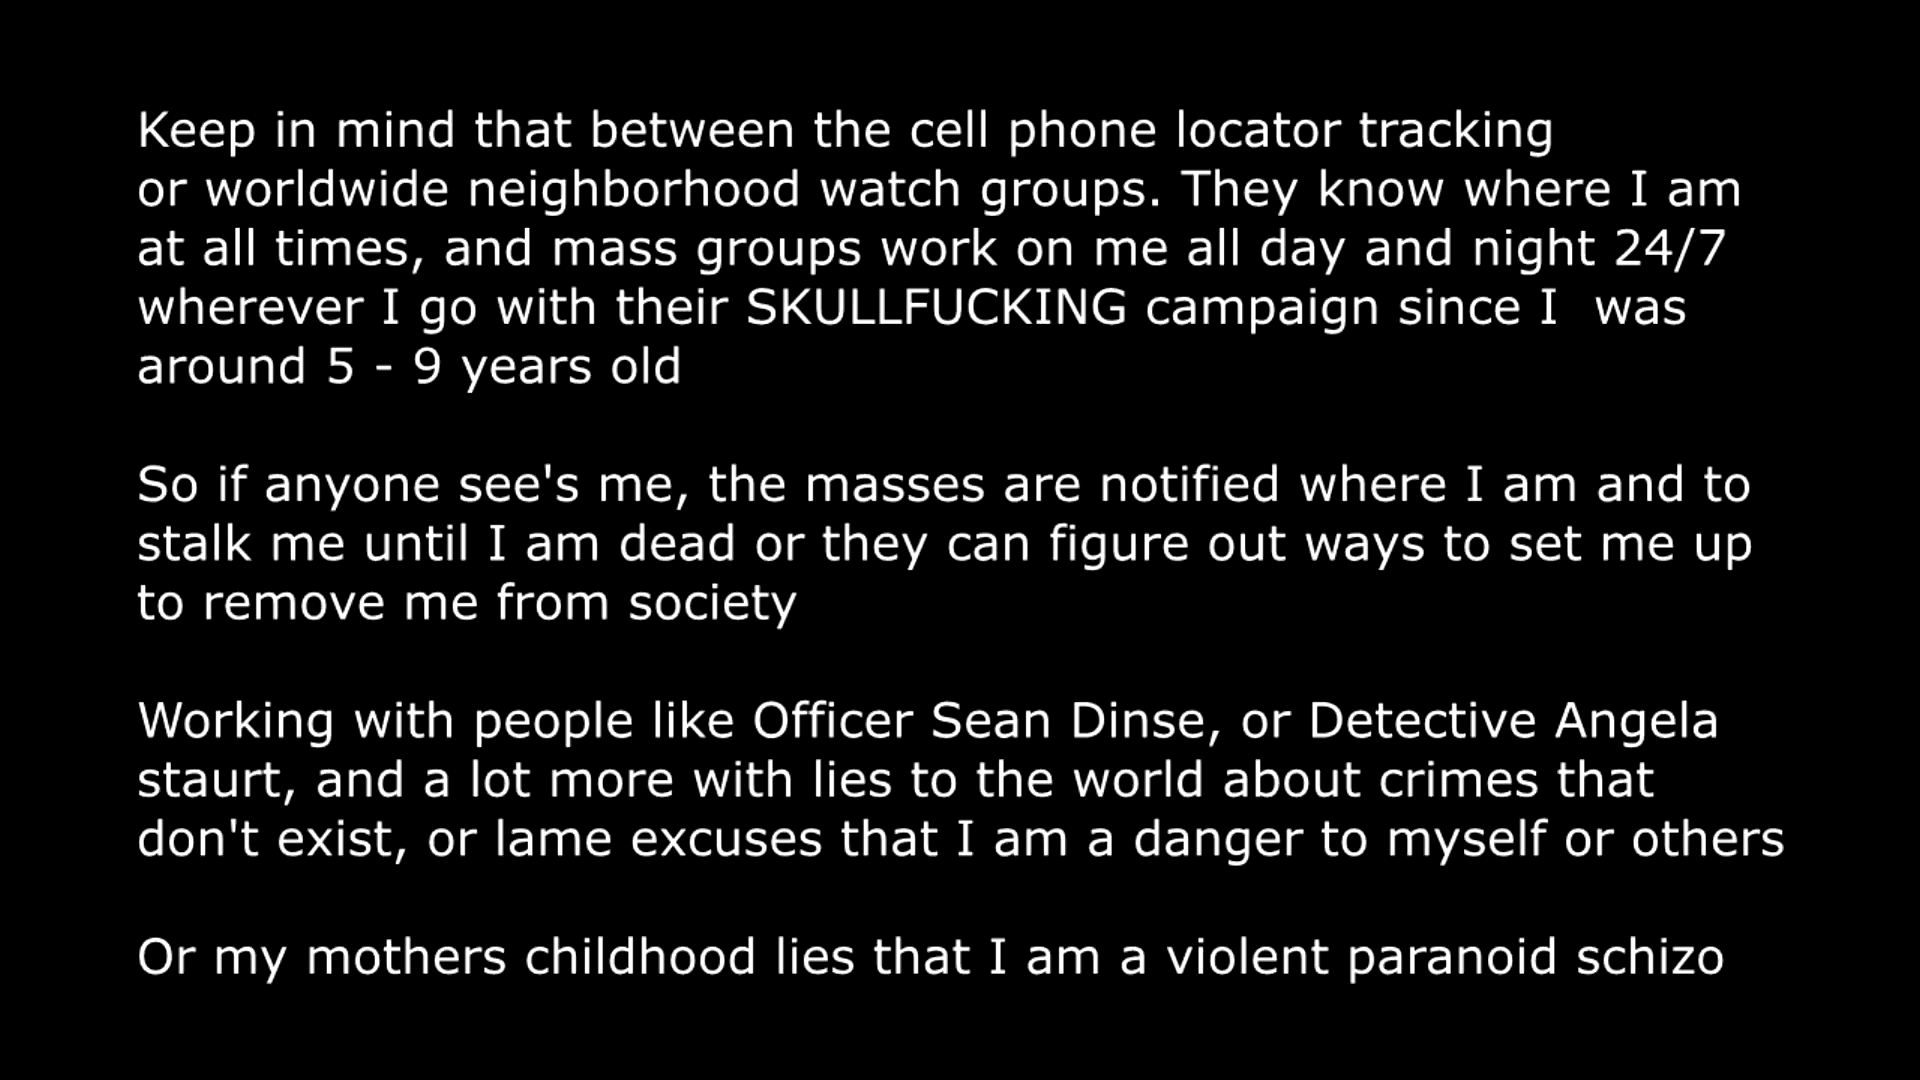 Keep in mind that between the cell phone locator tracking
or worldwide neighborhood watch groups. They know where I am
at all times, and mass groups work on me all day and night 24/7
wherever I go with their SKULLFUCKING campaign since I  was
around 5 - 9 years old
So if anyone see's me, the masses are notified where I am and to
stalk me until I am dead or they can figure out ways to set me up
to remove me from society
Working with people like Officer Sean Dinse, or Detective Angela
staurt, and a lot more with lies to the world about crimes that
don't exist, or lame excuses that I am a danger to myself or others
Or my mothers childhood lies that I am a violent paranoid schizo